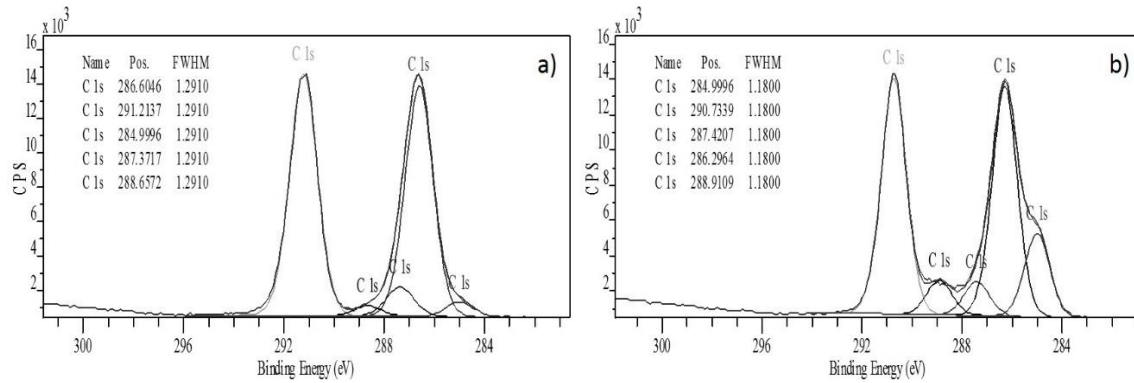 x 10³
a)
16
14
12
10
8
6
4
2
CPS
Name Pos. FWHM
C 1s 286.6046 1.2910
C 1s 291.2137 1.2910
C 1s 284.9996 1.2910
C 1s 287.3717 1.2910
C 1s 288.6572 1.2910
C 1s
C 1s
C 1s
C 1s
C 1s
300 296 292 288 284
Binding Energy (eV)
x 10³
b)
16
14
12
10
8
6
4
2
CPS
Name Pos. FWHM
C 1s 284.9996 1.1800
C 1s 290.7339 1.1800
C 1s 287.4207 1.1800
C 1s 286.2964 1.1800
C 1s 288.9109 1.1800
C 1s
C 1s
C 1s
C 1s
C 1s
300 296 292 288 284
Binding Energy (eV)